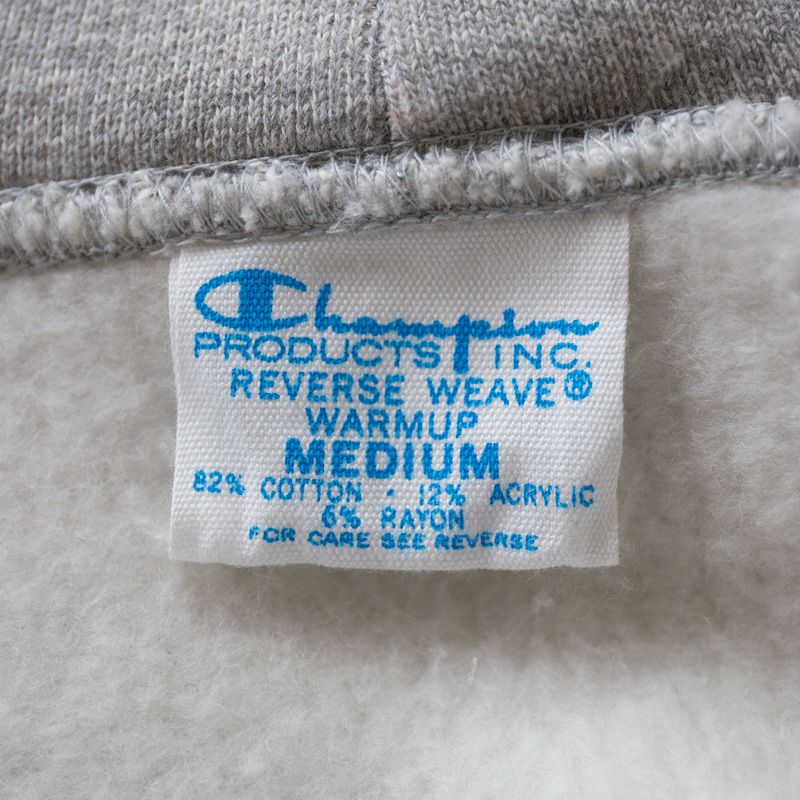 Champion
PRODUCTS INC.
REVERSE WEAVE®
WARMUP
MEDIUM
82% COTTON · 12% ACRYLIC
6% RAYON
FOR CARE SEE REVERSE